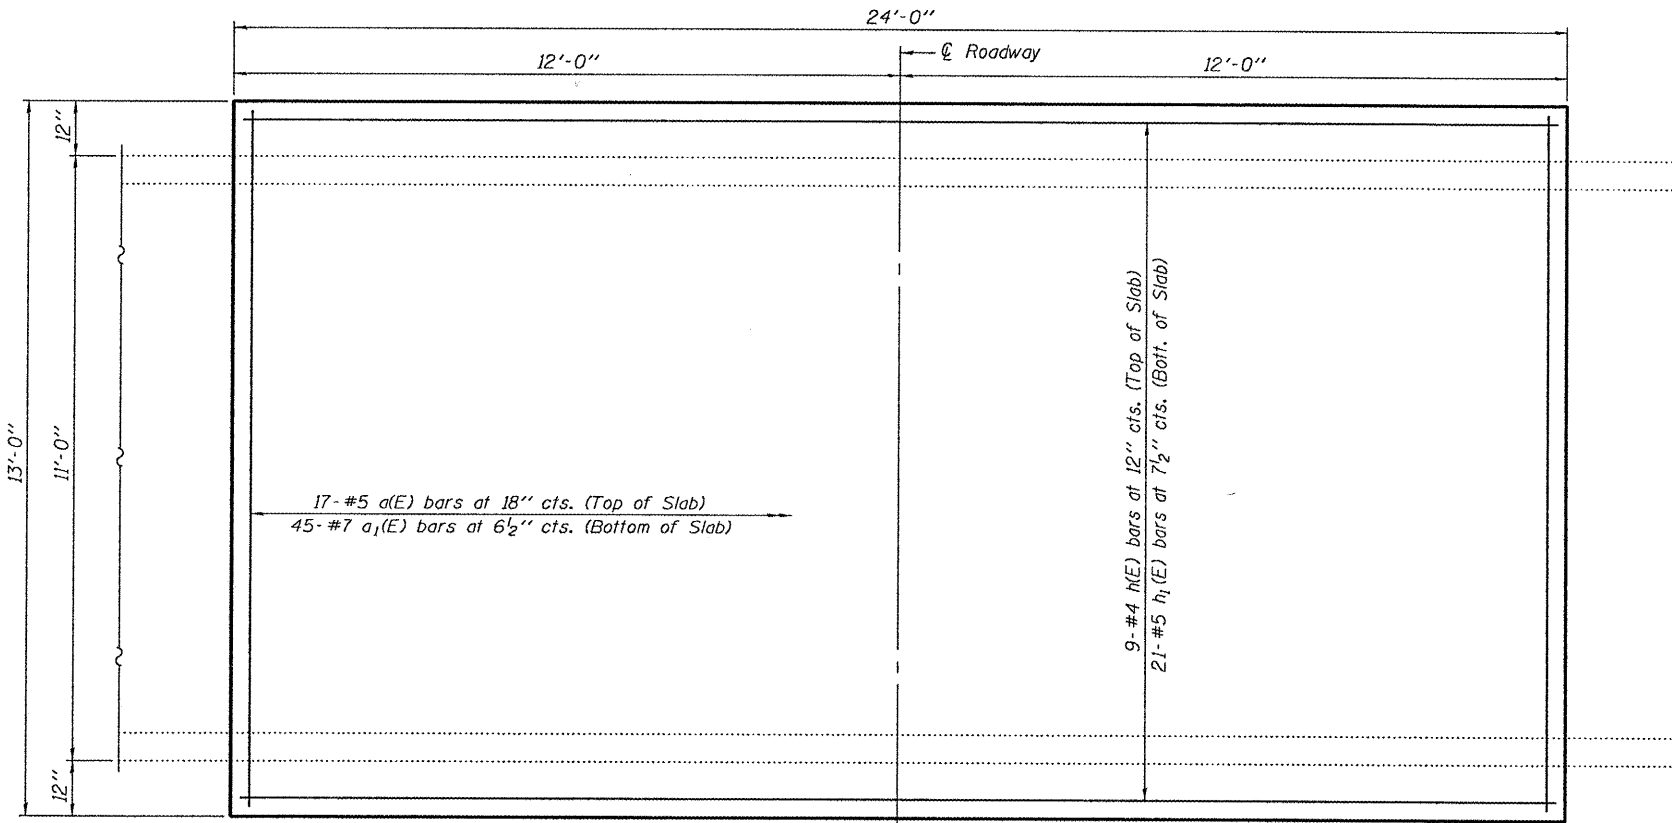 24'-0"
12'-0"
℄ Roadway
12'-0"
12"
13'-0"
11'-0"
12"
17-#5 a(E) bars at 18" cts. (Top of Slab)
45-#7 a₁(E) bars at 6½" cts. (Bottom of Slab)
9-#4 h(E) bars at 12" cts. (Top of Slab)
21-#5 h₁(E) bars at 7½" cts. (Bott. of Slab)